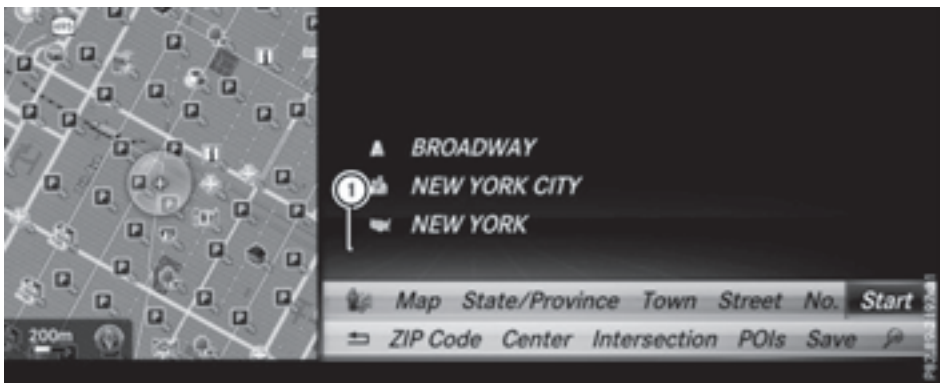 BROADWAY
1
NEW YORK CITY
NEW YORK
Map State/Province Town Street No. Start
200m
ZIP Code Center Intersection POIs Save